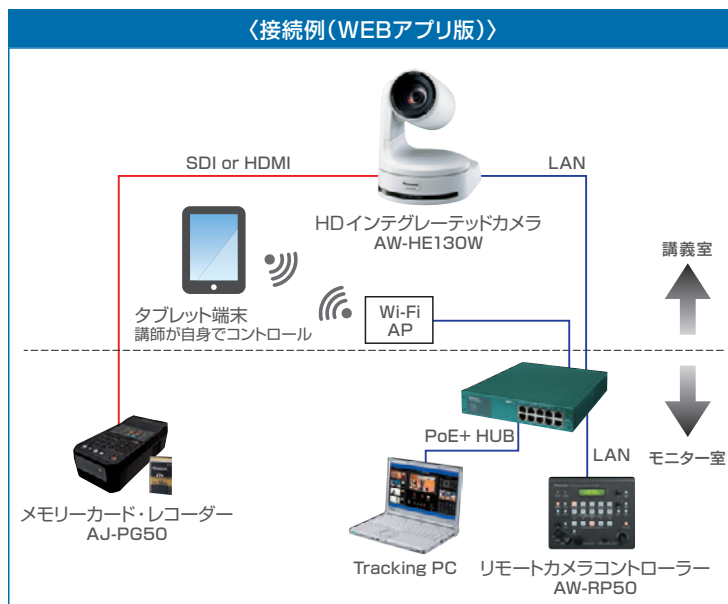 〈接続例（WEBアプリ版）〉
SDI or HDMI
LAN
HDインテグレーテッドカメラ
AW-HE130W
講義室
タブレット端末
講師が自身でコントロール
Wi-Fi
AP
PoE+ HUB
LAN
モニター室
メモリーカード・レコーダー
AJ-PG50
Tracking PC
リモートカメラコントローラー
AW-RP50